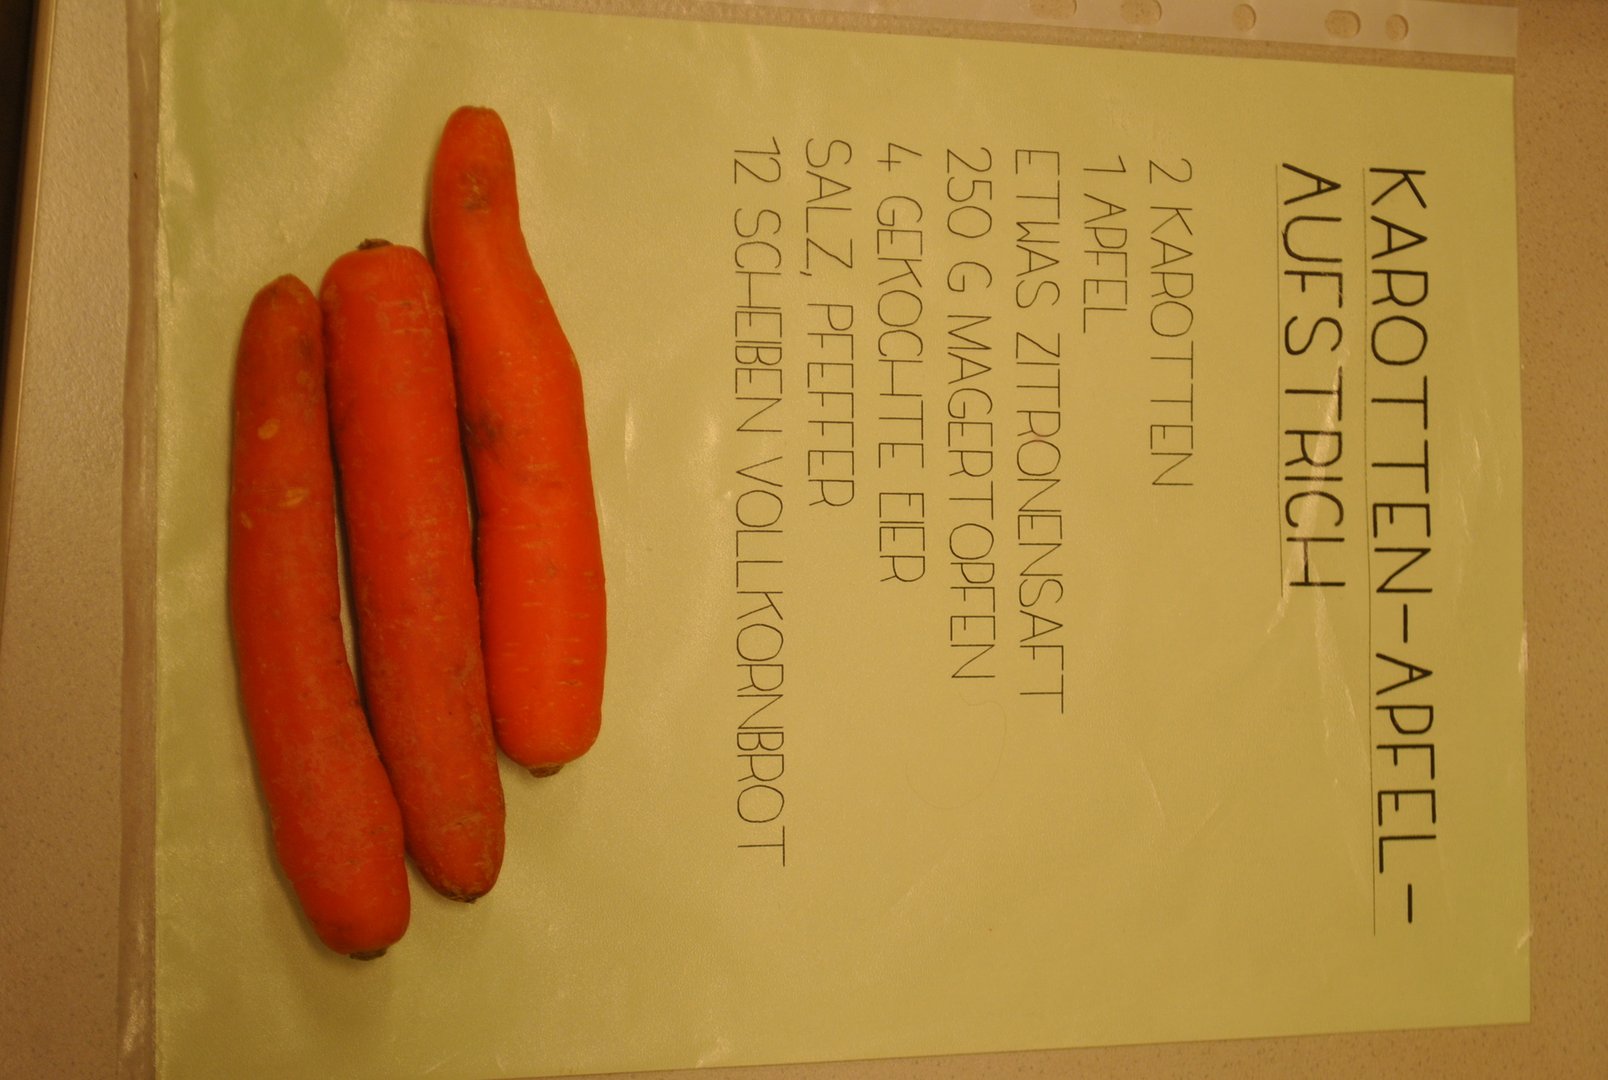 KAROTTEN-APFEL-
AUFSTRICH
2 KAROTTEN
1 APFEL
ETWAS ZITRONENSAFT
250 G MAGERTOPFEN
4 GEKOCHTE EIER
SALZ, PFEFFER
12 SCHEIBEN VOLLKORNBROT